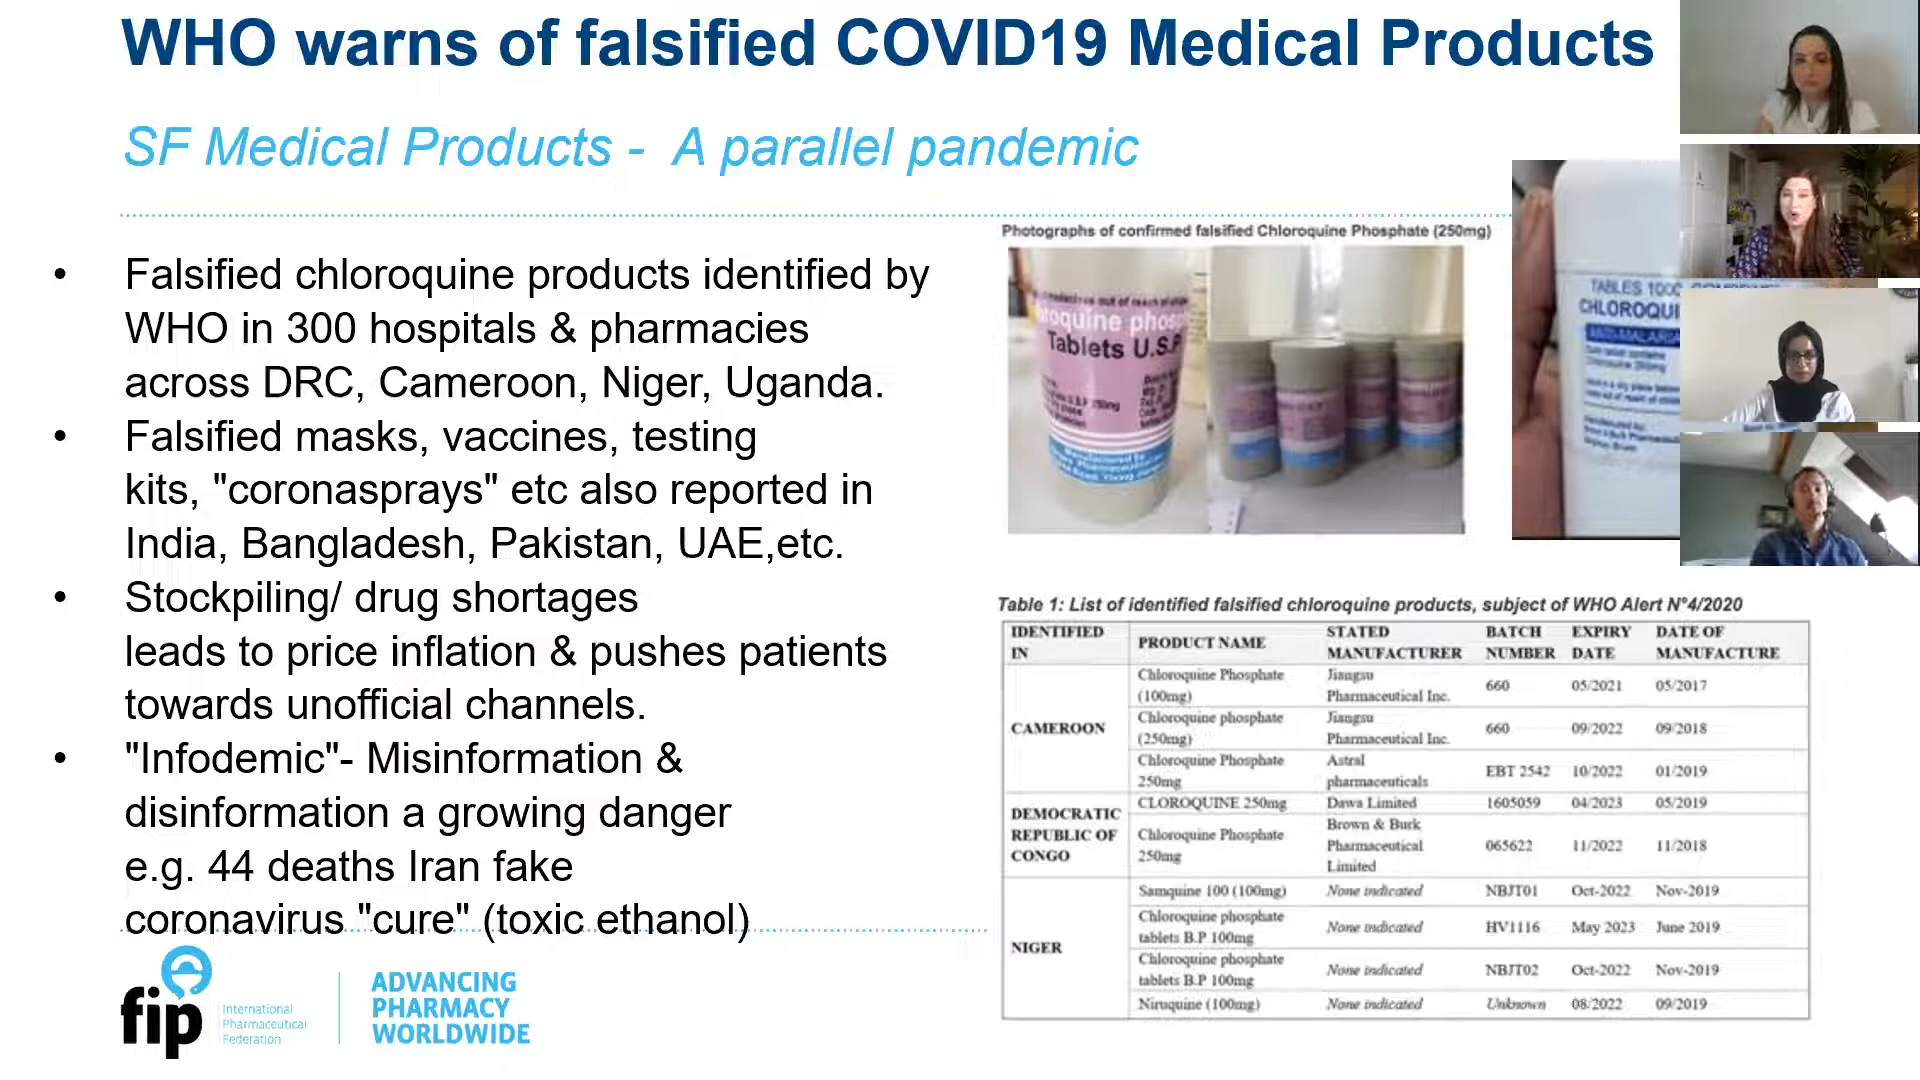 WHO warns of falsified COVID19 Medical Products
SF Medical Products - A parallel pandemic
• Falsified chloroquine products identified by
WHO in 300 hospitals & pharmacies
across DRC, Cameroon, Niger, Uganda.
• Falsified masks, vaccines, testing
kits, "coronasprays" etc also reported in
India, Bangladesh, Pakistan, UAE,etc.
• Stockpiling/ drug shortages
leads to price inflation & pushes patients
towards unofficial channels.
• "Infodemic"- Misinformation &
disinformation a growing danger
e.g. 44 deaths Iran fake
coronavirus "cure" (toxic ethanol)
Photographs of confirmed falsified Chloroquine Phosphate (250mg)
out of reach of
roquine phos
Tablets U.S.P
TABLES 1000
CHLOROQUI
ANTI-MALARIA
Table 1: List of identified falsified chloroquine products, subject of WHO Alert N°4/2020
IDENTIFIED IN PRODUCT NAME STATED MANUFACTURER BATCH NUMBER EXPIRY DATE DATE OF MANUFACTURE
CAMEROON
Chloroquine Phosphate (100mg) Jiangsu Pharmaceutical Inc. 660 05/2021 05/2017
Chloroquine phosphate (250mg) Jiangsu Pharmaceutical Inc. 660 09/2022 09/2018
Chloroquine Phosphate 250mg Astral pharmaceuticals EBT 2542 10/2022 01/2019
DEMOCRATIC REPUBLIC OF CONGO
CLOROQUINE 250mg Dawa Limited 1605059 04/2023 05/2019
Chloroquine Phosphate 250mg Brown & Burk Pharmaceutical Limited 065622 11/2022 11/2018
NIGER
Samquine 100 (100mg) None indicated NBJT01 Oct-2022 Nov-2019
Chloroquine phosphate tablets B.P 100mg None indicated HV1116 May 2023 June 2019
Chloroquine phosphate tablets B.P 100mg None indicated NBJT02 Oct-2022 Nov-2019
Niruquine (100mg) None indicated Unknown 08/2022 09/2019
fip
International
Pharmaceutical
Federation
ADVANCING
PHARMACY
WORLDWIDE